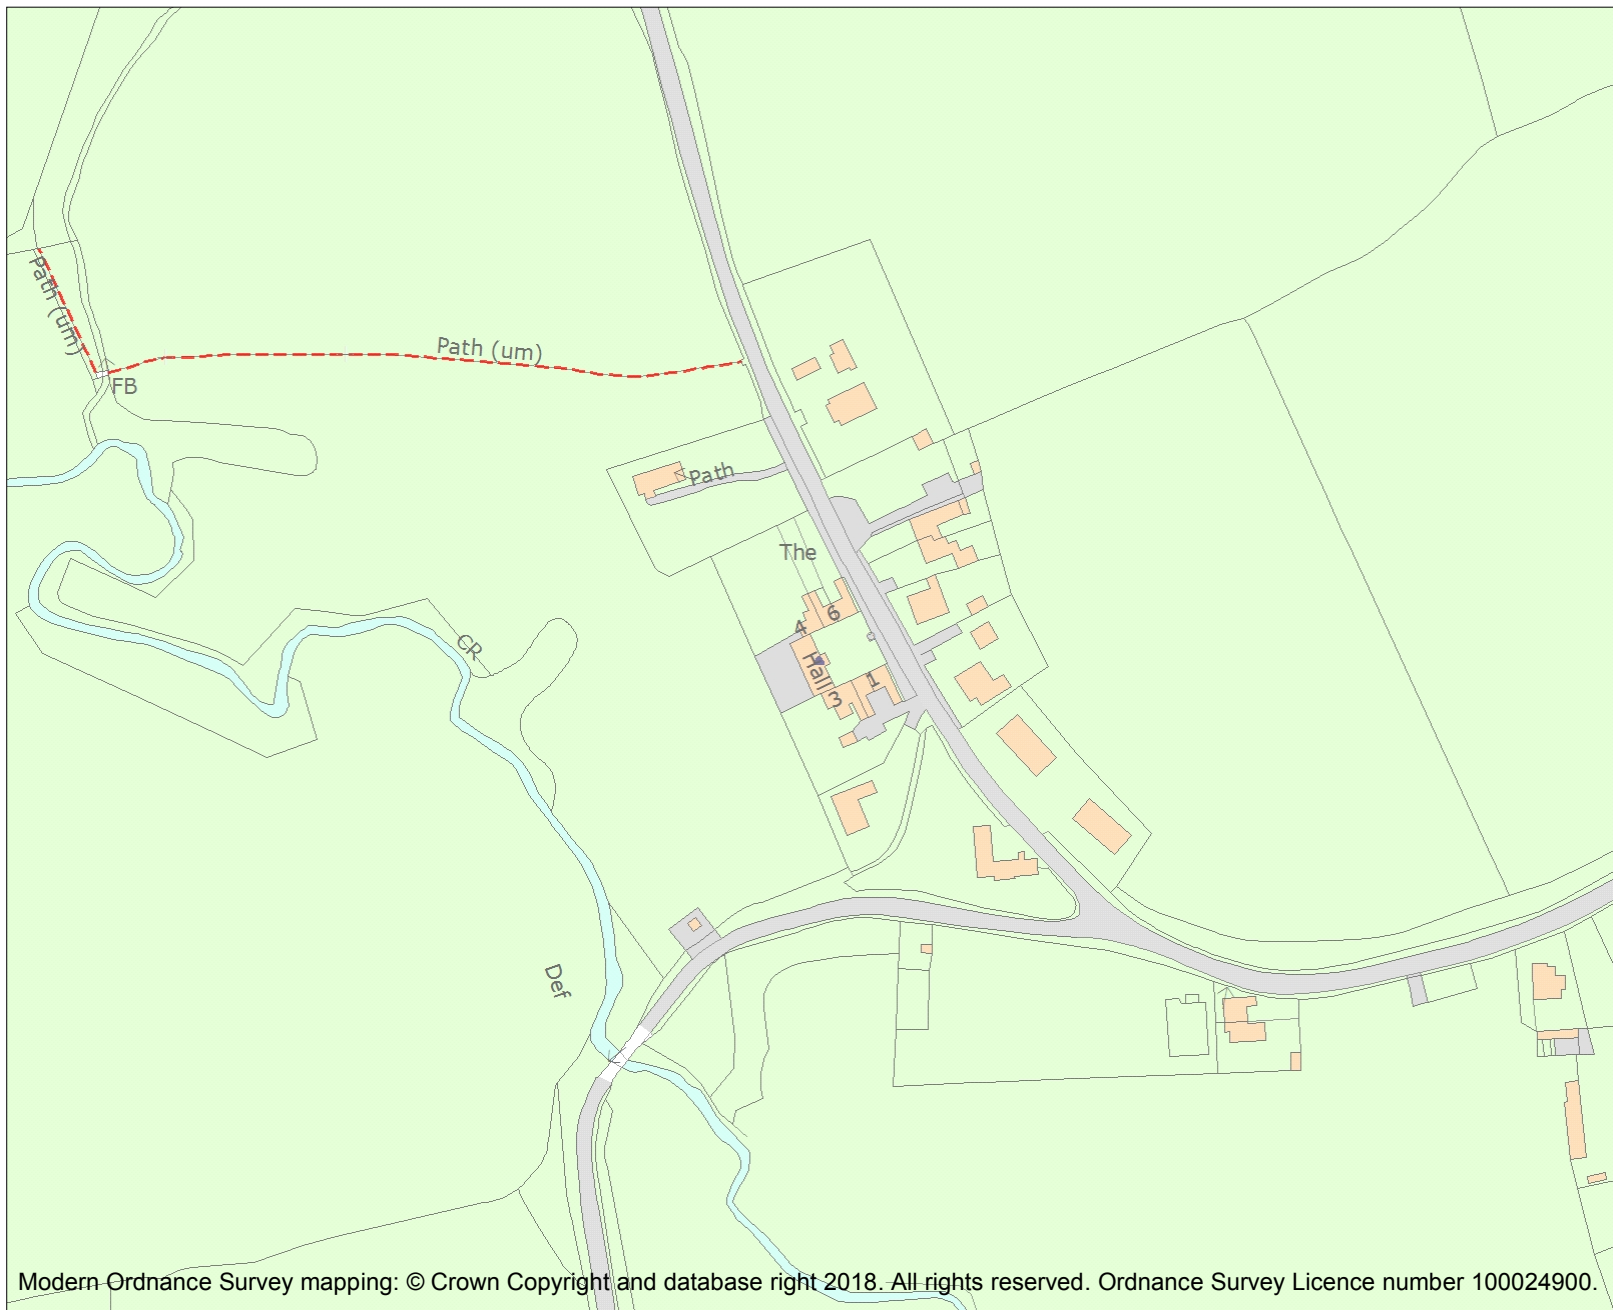 Path (um)
Path (um)
FB
Path
The
6
4
Hall
1
3
CR
Def
Modern Ordnance Survey mapping: © Crown Copyright and database right 2018. All rights reserved. Ordnance Survey Licence number 100024900.